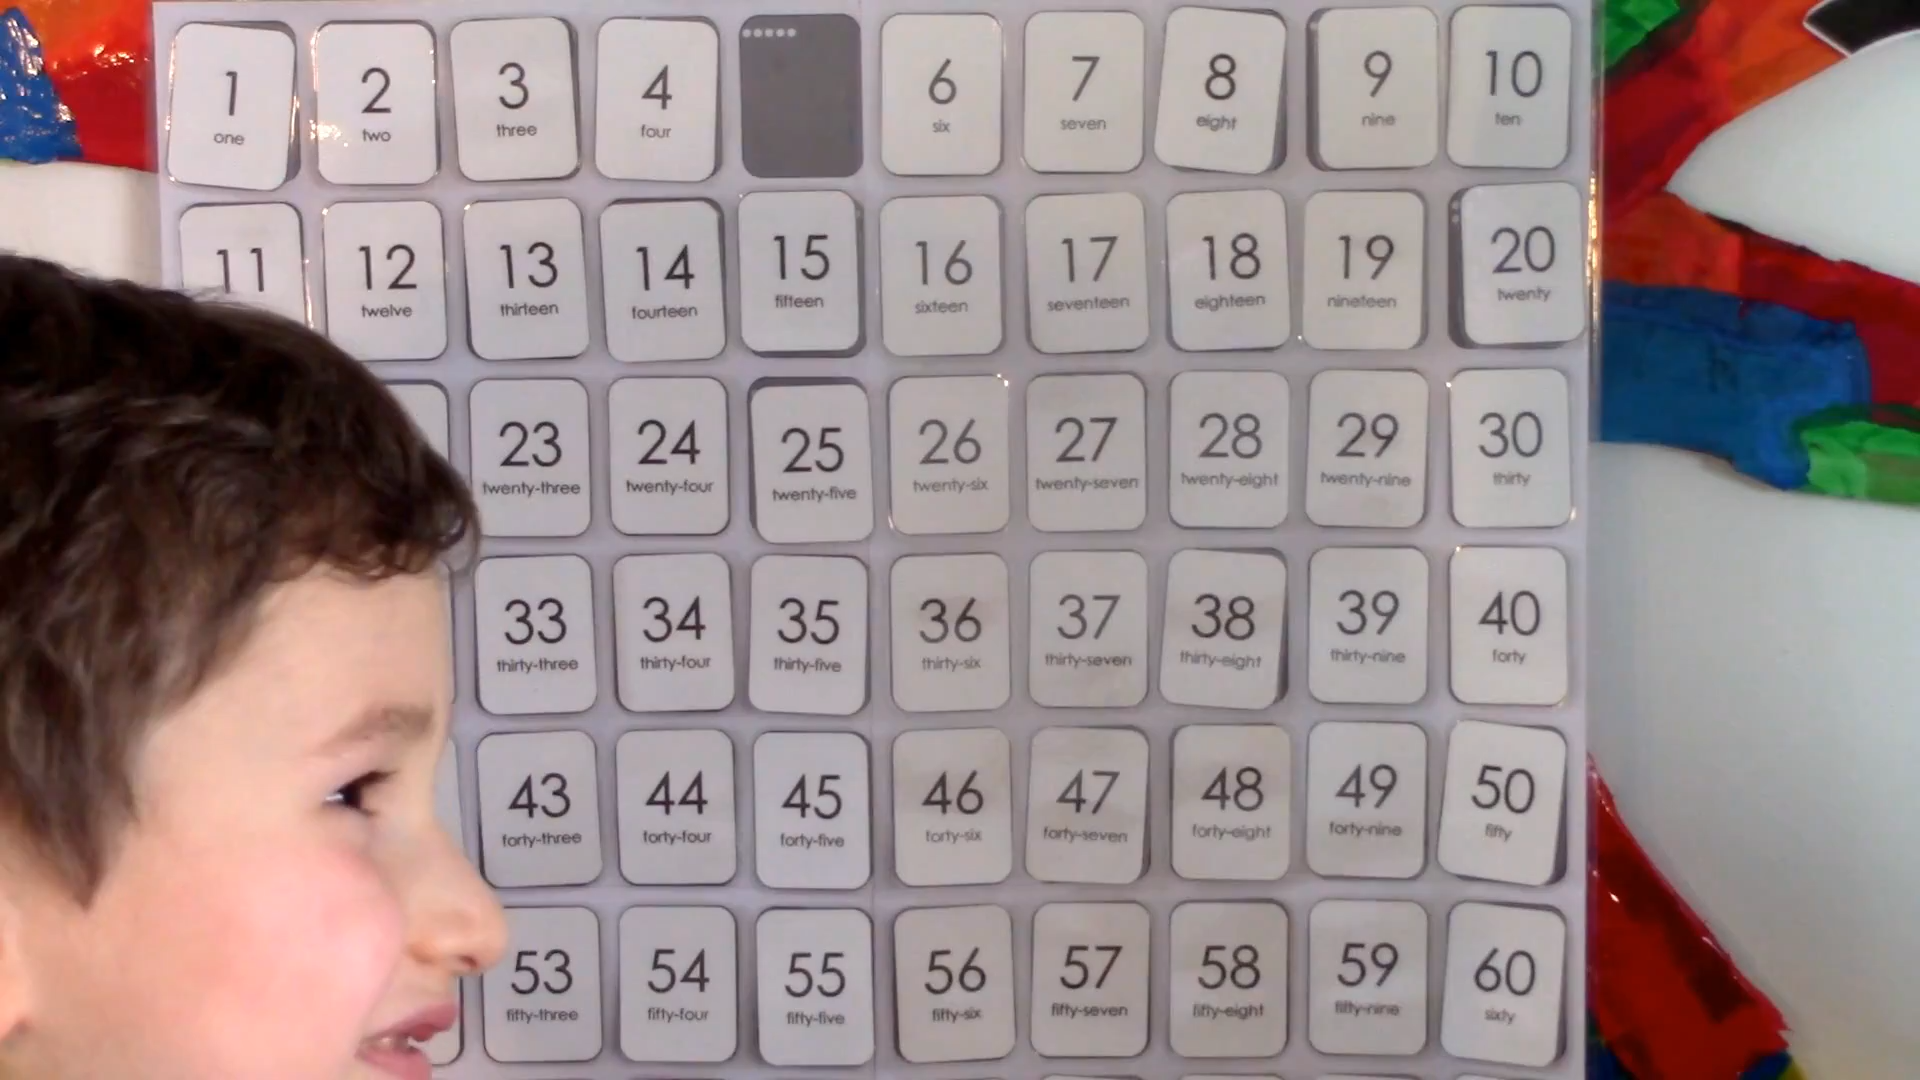 1 2 3 4 6 7 8 9 10
one two three four six seven eight nine ten
11 12 13 14 15 16 17 18 19 20
twelve thirteen fourteen fifteen sixteen seventeen eighteen nineteen twenty
23 24 25 26 27 28 29 30
twenty-three twenty-four twenty-five twenty-six twenty-seven twenty-eight twenty-nine thirty
33 34 35 36 37 38 39 40
thirty-three thirty-four thirty-five thirty-six thirty-seven thirty-eight thirty-nine forty
43 44 45 46 47 48 49 50
forty-three forty-four forty-five forty-six forty-seven forty-eight forty-nine fifty
53 54 55 56 57 58 59 60
fifty-three fifty-four fifty-five fifty-six fifty-seven fifty-eight fifty-nine sixty